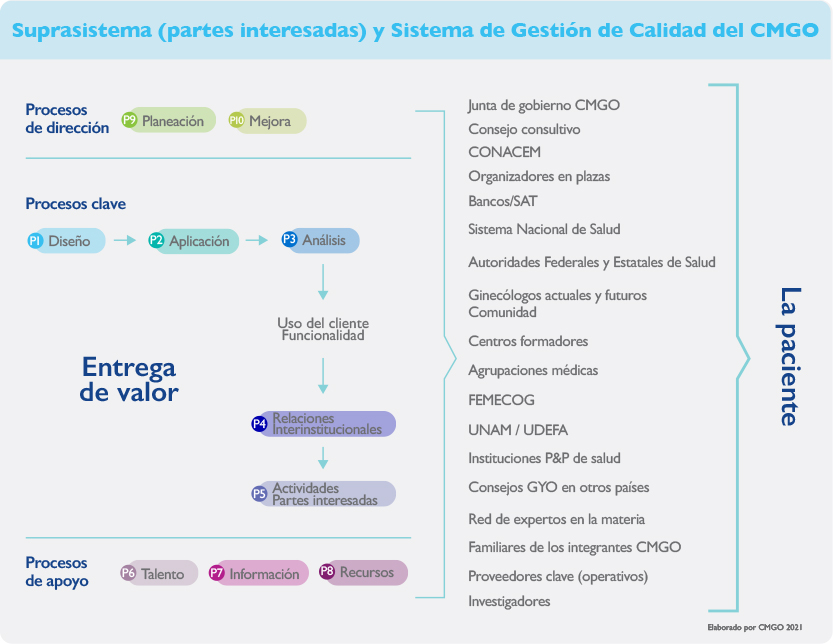 Suprasistema (partes interesadas) y Sistema de Gestión de Calidad del CMGO
Procesos
de dirección
P9 Planeación
P10 Mejora
Procesos clave
P1 Diseño
P2 Aplicación
P3 Análisis
Uso del cliente
Funcionalidad
Entrega
de valor
P4 Relaciones
Interinstitucionales
P5 Actividades
Partes interesadas
Procesos
de apoyo
P6 Talento
P7 Información
P8 Recursos
Junta de gobierno CMGO
Consejo consultivo
CONACEM
Organizadores en plazas
Bancos/SAT
Sistema Nacional de Salud
Autoridades Federales y Estatales de Salud
Ginecólogos actuales y futuros
Comunidad
Centros formadores
Agrupaciones médicas
FEMECOG
UNAM / UDEFA
Instituciones P&P de salud
Consejos GYO en otros países
Red de expertos en la materia
Familiares de los integrantes CMGO
Proveedores clave (operativos)
Investigadores
La paciente
Elaborado por CMGO 2021